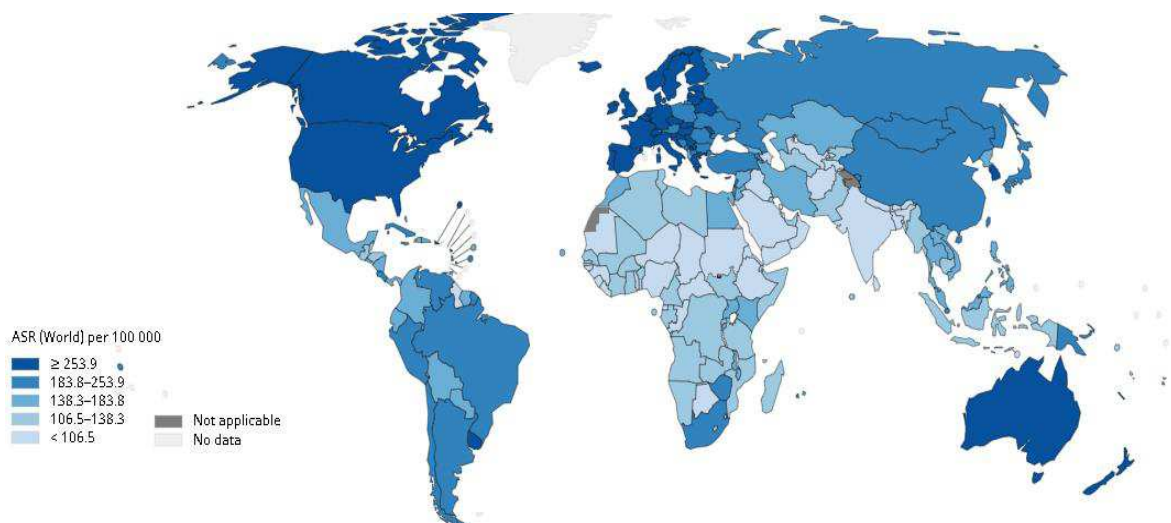 ASR (World) per 100 000
≥ 253.9
183.8–253.9
138.3–183.8
106.5–138.3
< 106.5
Not applicable
No data